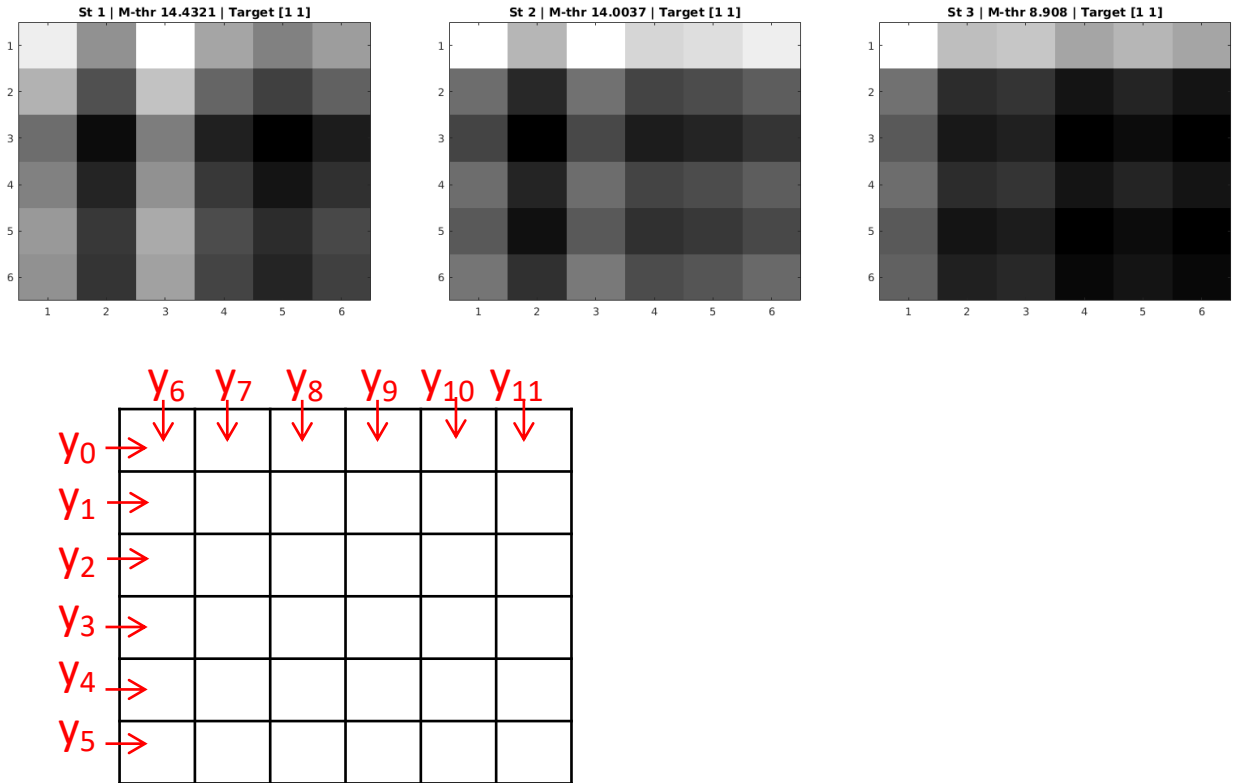 St 1 | M-thr 14.4321 | Target [1 1]
1
2
3
4
5
6
1 2 3 4 5 6
St 2 | M-thr 14.0037 | Target [1 1]
1
2
3
4
5
6
1 2 3 4 5 6
St 3 | M-thr 8.908 | Target [1 1]
1
2
3
4
5
6
1 2 3 4 5 6
y₆ y₇ y₈ y₉ y₁₀ y₁₁
y₀
y₁
y₂
y₃
y₄
y₅